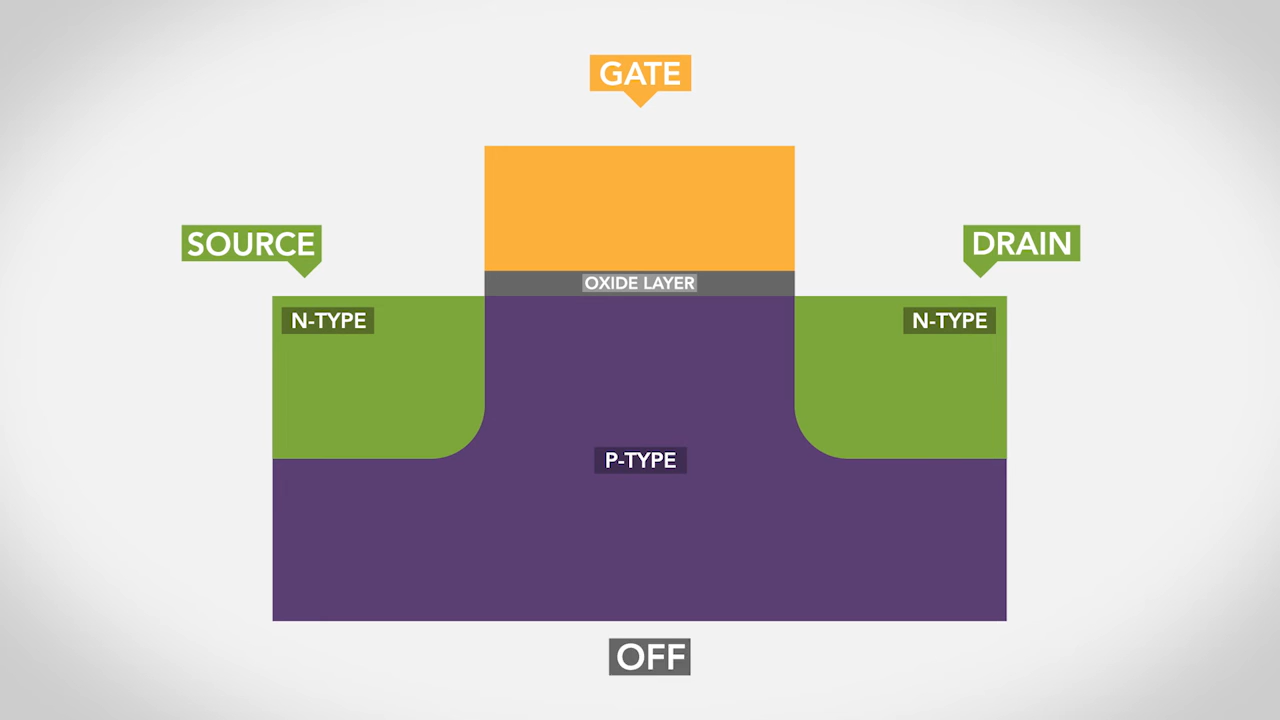 GATE
SOURCE
DRAIN
OXIDE LAYER
N-TYPE
N-TYPE
P-TYPE
OFF